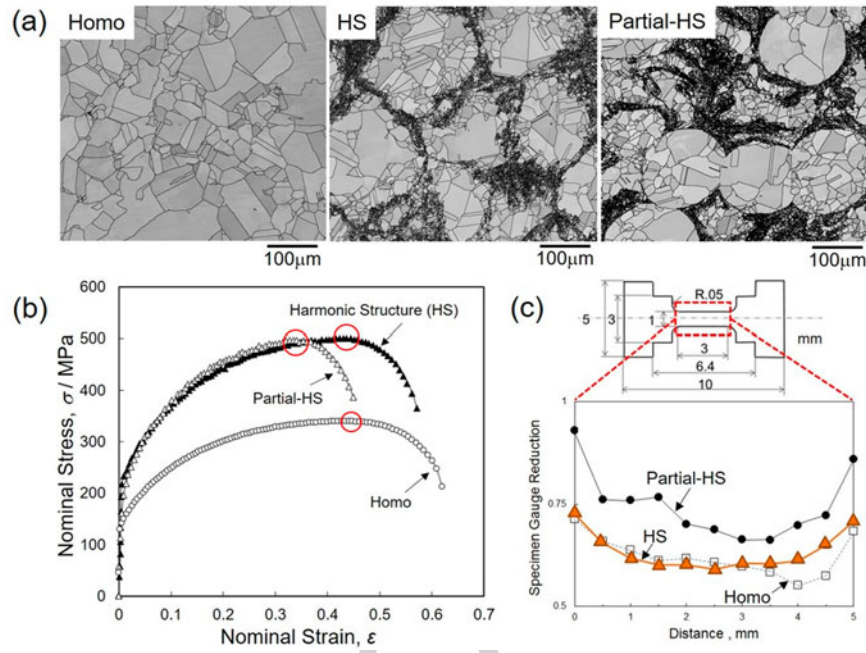 (a)
Homo
HS
Partial-HS
100μm
100μm
100μm
(b)
600
500
400
300
200
100
0
Nominal Stress, σ / MPa
Harmonic Structure (HS)
Partial-HS
Homo
0
0.1
0.2
0.3
0.4
0.5
0.6
0.7
Nominal Strain, ε
(c)
R.05
5
3
1
mm
3
6.4
10
1
0.75
0.5
Specimen Gauge Reduction
Partial-HS
HS
Homo
0
1
2
3
4
5
Distance , mm